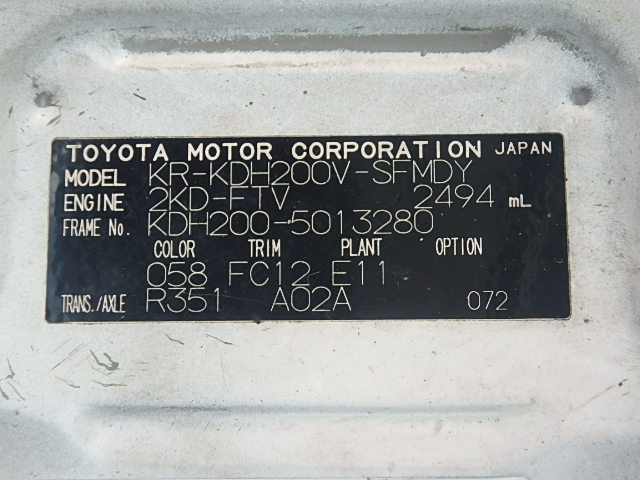 TOYOTA MOTOR CORPORATION JAPAN
MODEL KR-KDH200V-SFMDY
ENGINE 2KD-FTV 2494 mL
FRAME No. KDH200-5013280
COLOR TRIM PLANT OPTION
058 FC12 E11
TRANS./AXLE R351 A02A 072